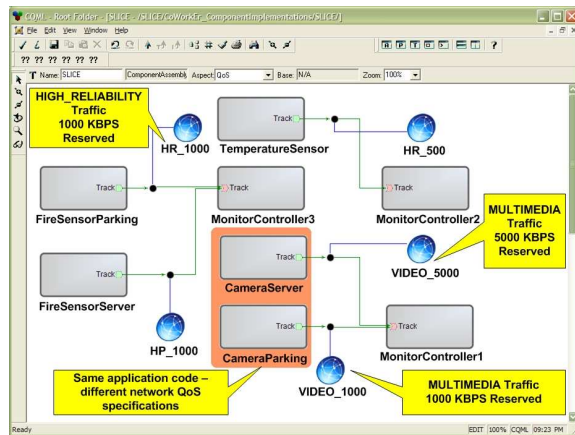 CQML - Root Folder - [SLICE - /SLICE/CoWorkEr_ComponentImplementations/SLICE/]
File Edit View Window Help
?? ?? ?? ?? ?? ??
Name: SLICE ComponentAssembly Aspect: QoS Base: N/A Zoom: 100%
HIGH_RELIABILITY
Traffic
1000 KBPS
Reserved
HR_1000
Track
TemperatureSensor
HR_500
Track
FireSensorParking
Track
MonitorController3
Track
MonitorController2
MULTIMEDIA
Traffic
5000 KBPS
Reserved
Track
CameraServer
VIDEO_5000
Track
FireSensorServer
HP_1000
Track
CameraParking
Track
MonitorController1
VIDEO_1000
Same application code –
different network QoS
specifications
MULTIMEDIA Traffic
1000 KBPS Reserved
Ready
EDIT 100% CQML 09:23 PM